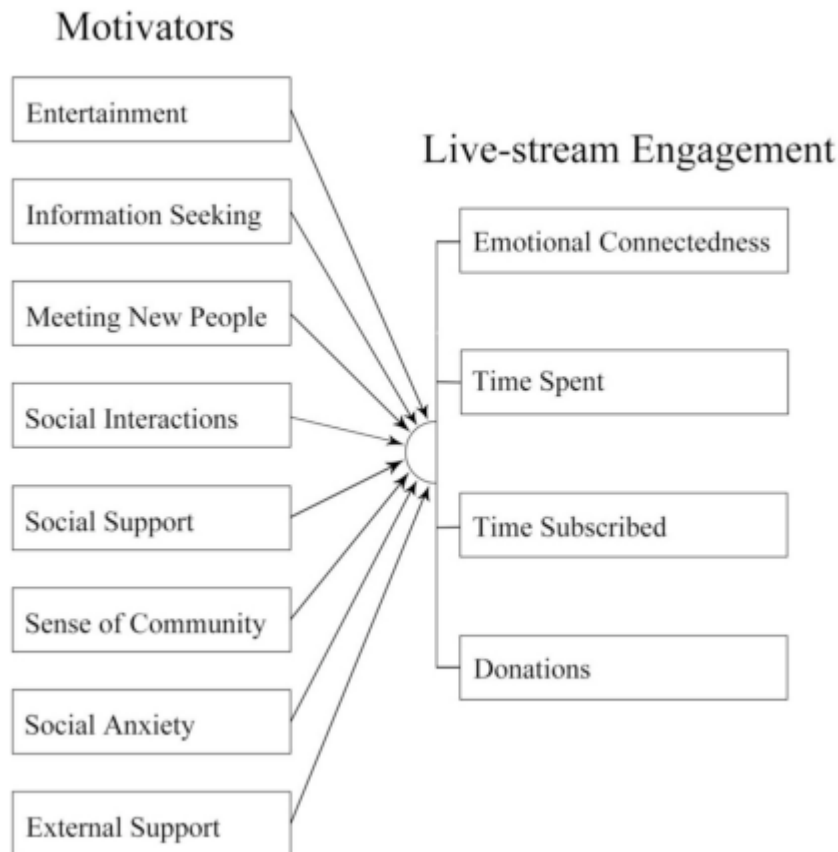 Motivators
Entertainment
Information Seeking
Meeting New People
Social Interactions
Social Support
Sense of Community
Social Anxiety
External Support
Live-stream Engagement
Emotional Connectedness
Time Spent
Time Subscribed
Donations